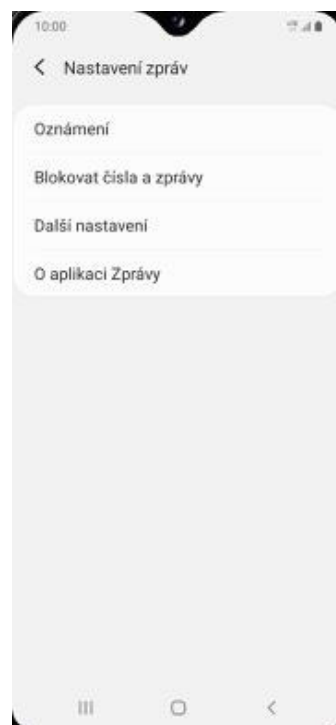 10:00
Nastavení zpráv
Oznámení
Blokovat čísla a zprávy
Další nastavení
O aplikaci Zprávy